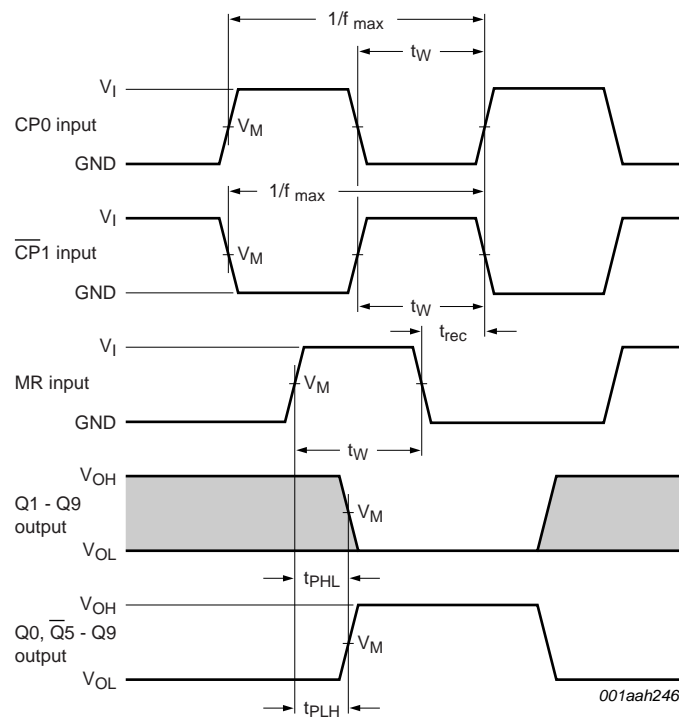 1/f max
tW
VI
CP0 input
VM
GND
1/f max
VI
CP1 input
VM
GND
tW
trec
VI
MR input
VM
GND
tW
VOH
Q1 - Q9
output
VM
VOL
tPHL
VOH
Q0, Q5 - Q9
output
VM
VOL
001aah246
tPLH